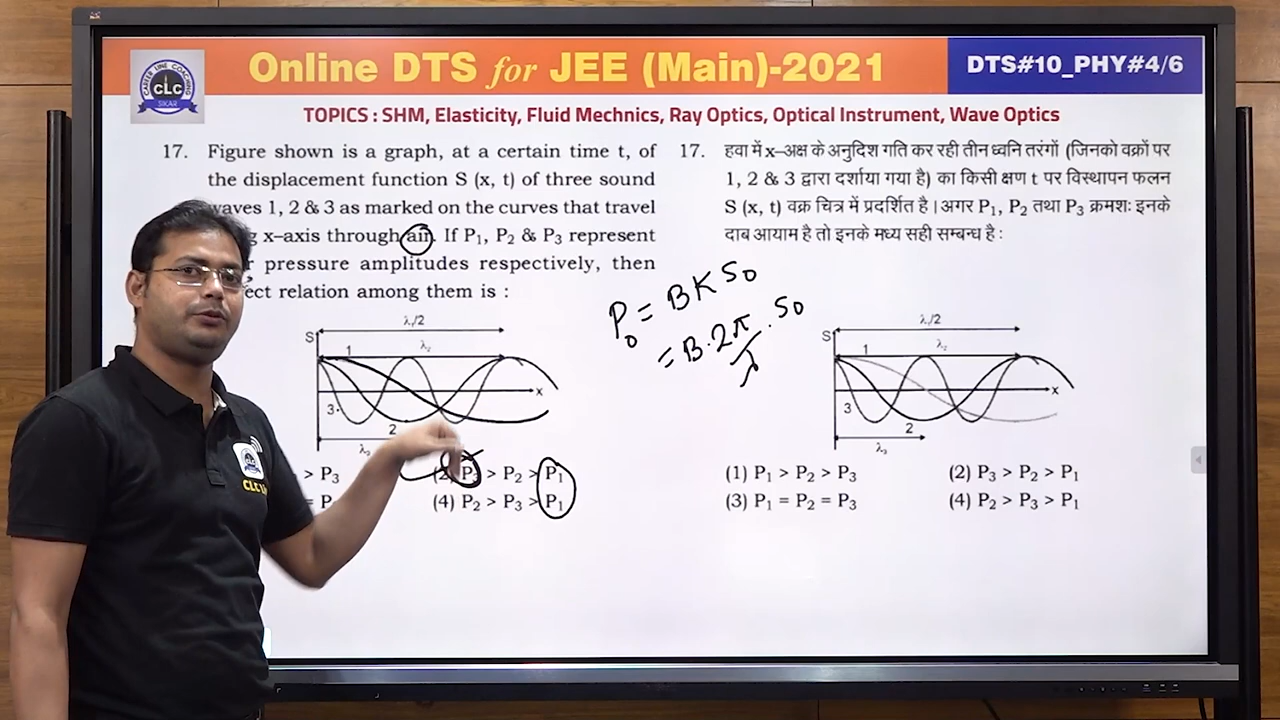 Online DTS for JEE (Main)-2021
DTS#10_PHY#4/6
CAREER LINE COACHING
CLC
SIKAR
TOPICS : SHM, Elasticity, Fluid Mechnics, Ray Optics, Optical Instrument, Wave Optics
17. Figure shown is a graph, at a certain time t, of
the displacement function S (x, t) of three sound
waves 1, 2 & 3 as marked on the curves that travel
x–axis through air. If P₁, P₂ & P₃ represent
pressure amplitudes respectively, then
relation among them is :
S
λ/2
1
λ₂
x
3
2
λ₃
> P₃
(2) P₃ > P₂ > P₁
(4) P₂ > P₃ > P₁
17. हवा में x–अक्ष के अनुदिश गति कर रही तीन ध्वनि तरंगों (जिनको वक्रों पर
1, 2 & 3 द्वारा दर्शाया गया है) का किसी क्षण t पर विस्थापन फलन
S (x, t) वक्र चित्र में प्रदर्शित है। अगर P₁, P₂ तथा P₃ क्रमशः इनके
दाब आयाम है तो इनके मध्य सही सम्बन्ध है :
P₀ = BKS₀
= B.2π/λ . S₀
S
λ/2
1
λ₂
x
3
2
λ₃
(1) P₁ > P₂ > P₃
(2) P₃ > P₂ > P₁
(3) P₁ = P₂ = P₃
(4) P₂ > P₃ > P₁